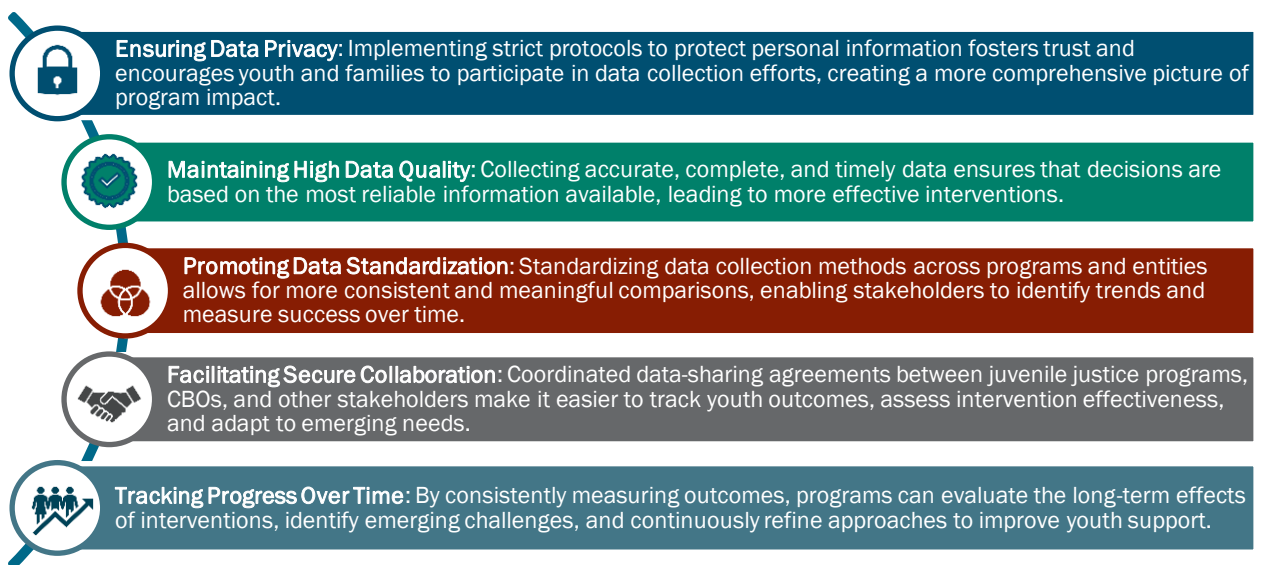 Ensuring Data Privacy: Implementing strict protocols to protect personal information fosters trust and
encourages youth and families to participate in data collection efforts, creating a more comprehensive picture of
program impact.
Maintaining High Data Quality: Collecting accurate, complete, and timely data ensures that decisions are
based on the most reliable information available, leading to more effective interventions.
Promoting Data Standardization: Standardizing data collection methods across programs and entities
allows for more consistent and meaningful comparisons, enabling stakeholders to identify trends and
measure success over time.
Facilitating Secure Collaboration: Coordinated data-sharing agreements between juvenile justice programs,
CBOs, and other stakeholders make it easier to track youth outcomes, assess intervention effectiveness,
and adapt to emerging needs.
Tracking Progress Over Time: By consistently measuring outcomes, programs can evaluate the long-term effects
of interventions, identify emerging challenges, and continuously refine approaches to improve youth support.